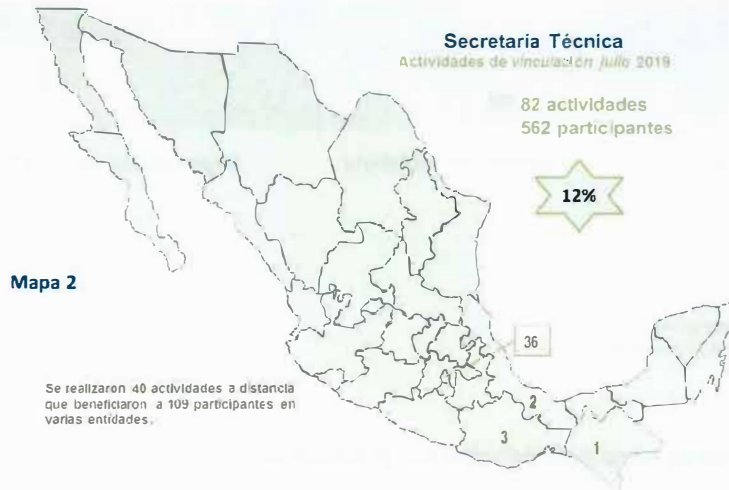 Secretaría Técnica
Actividades de vinculación julio 2019
82 actividades
562 participantes
12%
Mapa 2
36
Se realizaron 40 actividades a distancia
que beneficiaron a 109 participantes en
varias entidades.
2
3
1